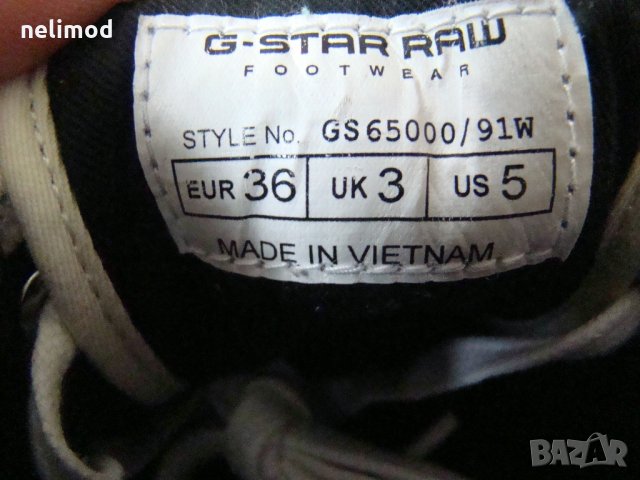 nelimod
G-STAR RAW
FOOTWEAR
STYLE No. GS65000/91W
EUR 36 UK 3 US 5
MADE IN VIETNAM
BAZAR